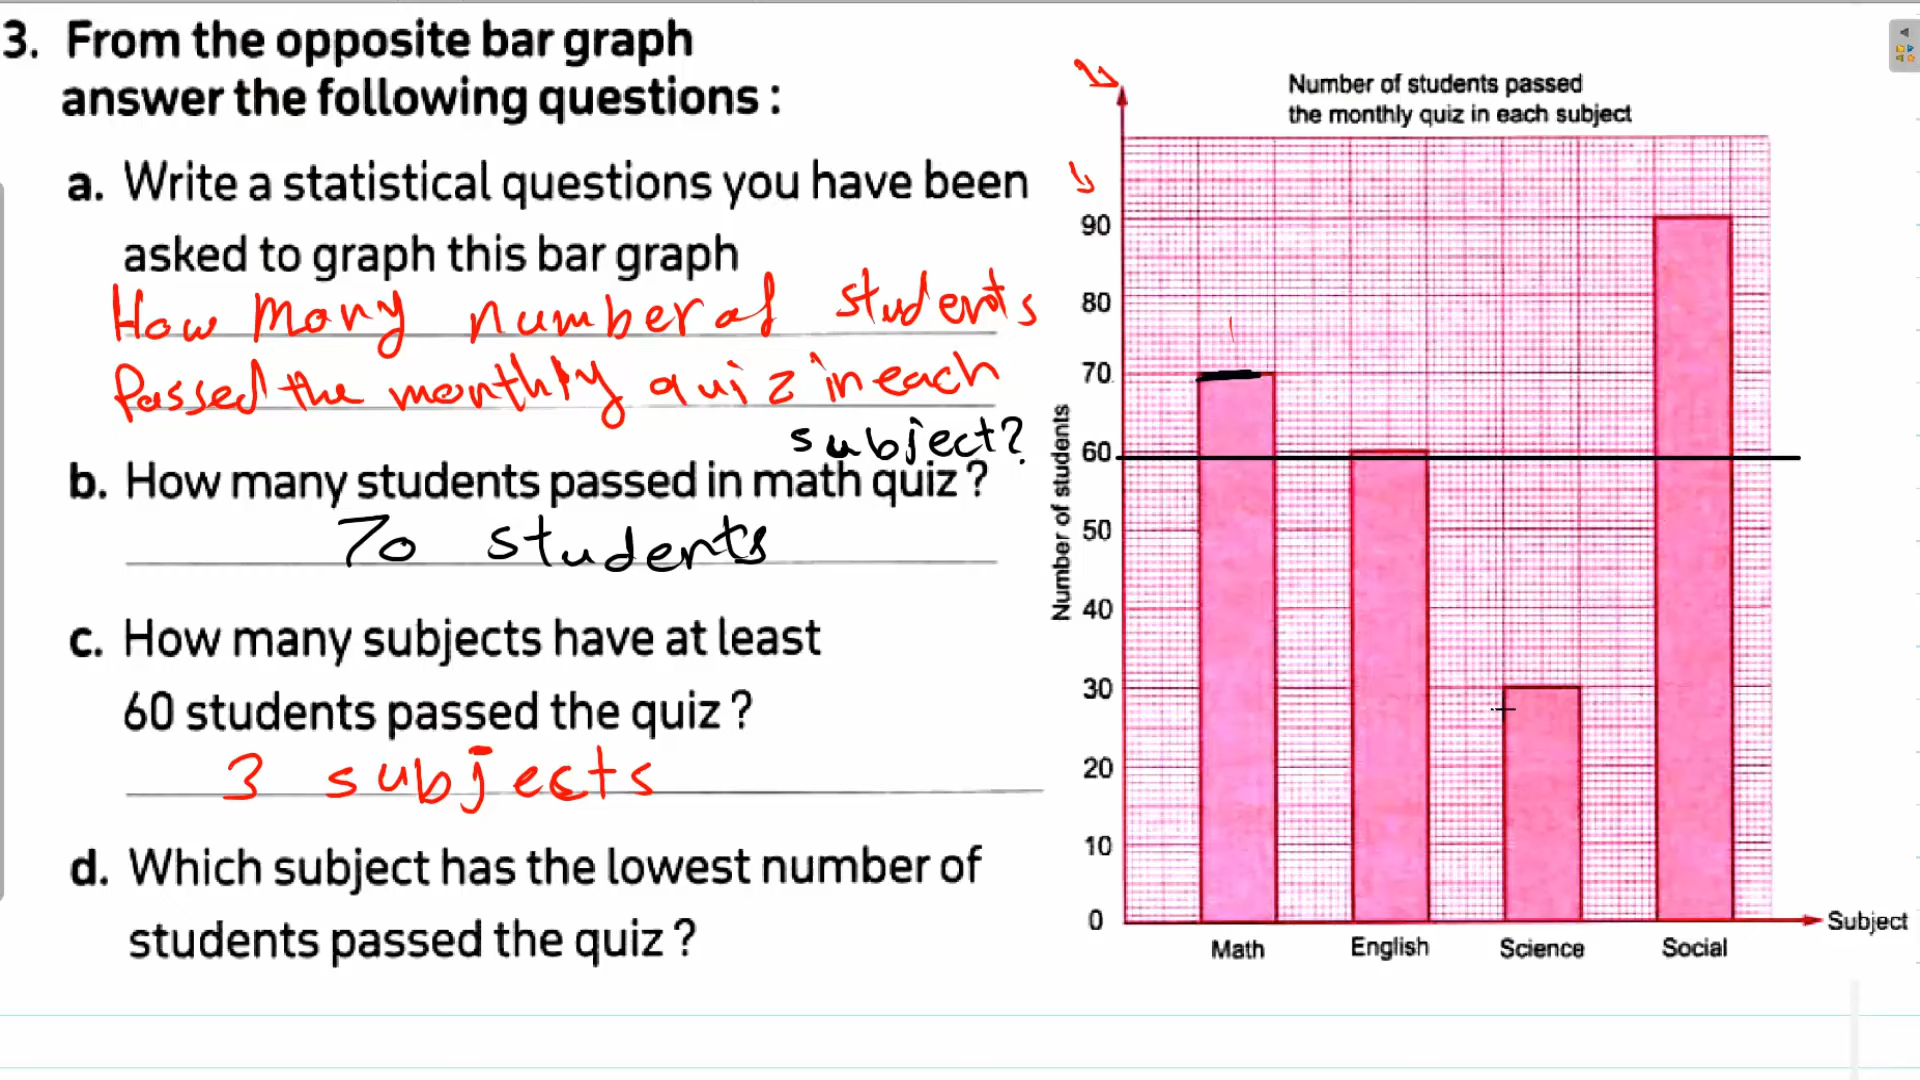 3. From the opposite bar graph
answer the following questions :
a. Write a statistical questions you have been
asked to graph this bar graph
How many number of students
Passed the monthly quiz in each
subject?
b. How many students passed in math quiz ?
70 students
c. How many subjects have at least
60 students passed the quiz ?
3 subjects
d. Which subject has the lowest number of
students passed the quiz ?
Number of students passed
the monthly quiz in each subject
Number of students
90
80
70
60
50
40
30
20
10
0
Math English Science Social
Subject